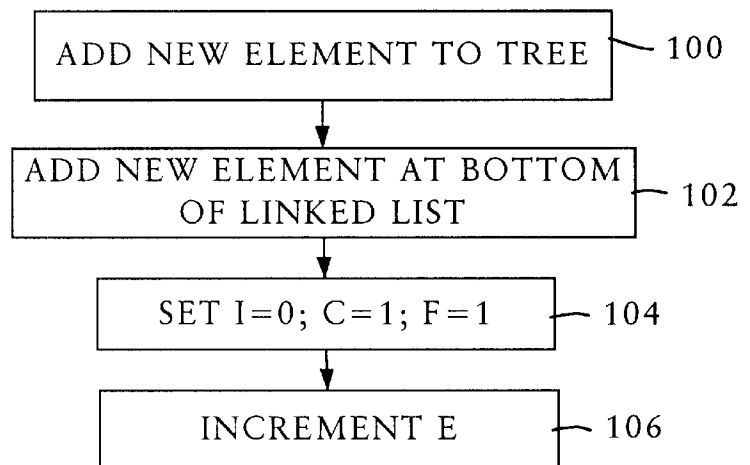 ADD NEW ELEMENT TO TREE
100
ADD NEW ELEMENT AT BOTTOM
OF LINKED LIST
102
SET I=0; C=1; F=1
104
INCREMENT E
106